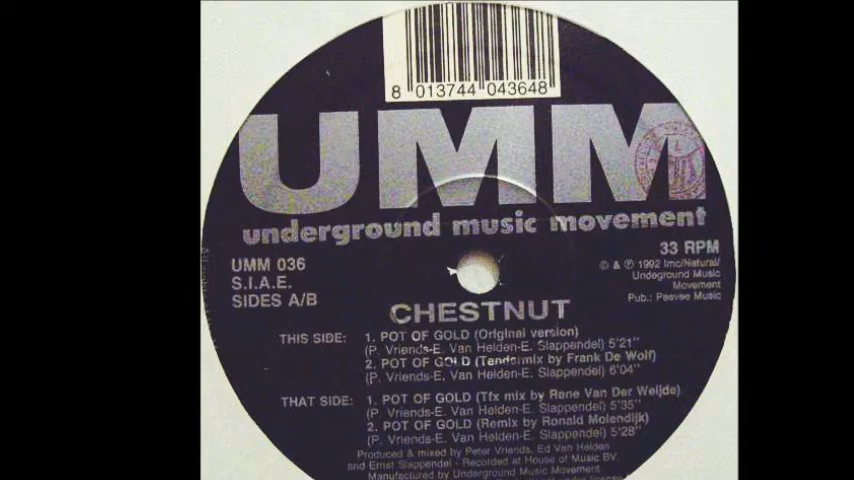 8 013744 043648
UMM
underground music movement
33 RPM
UMM 036
S.I.A.E.
SIDES A/B
© & ℗ 1992 Imc/Natural/
Undeground Music
Movement
Pub.: Peevee Music
CHESTNUT
THIS SIDE: 1. POT OF GOLD (Original version)
(P. Vriends-E. Van Helden-E. Slappendel) 5'21"
2. POT OF GOLD (Tendermix by Frank De Wolf)
(P. Vriends-E. Van Helden-E. Slappendel) 6'04"
THAT SIDE: 1. POT OF GOLD (Tfx mix by Rene Van Der Weijde)
(P. Vriends-E. Van Helden-E. Slappendel) 5'35"
2. POT OF GOLD (Remix by Ronald Molendijk)
(P. Vriends-E. Van Helden-E. Slappendel) 5'28"
Produced & mixed by Peter Vriends, Ed Van Helden
and Ernst Slappendel - Recorded at House of Music BV.
Manufactured by Underground Music Movement
under licence